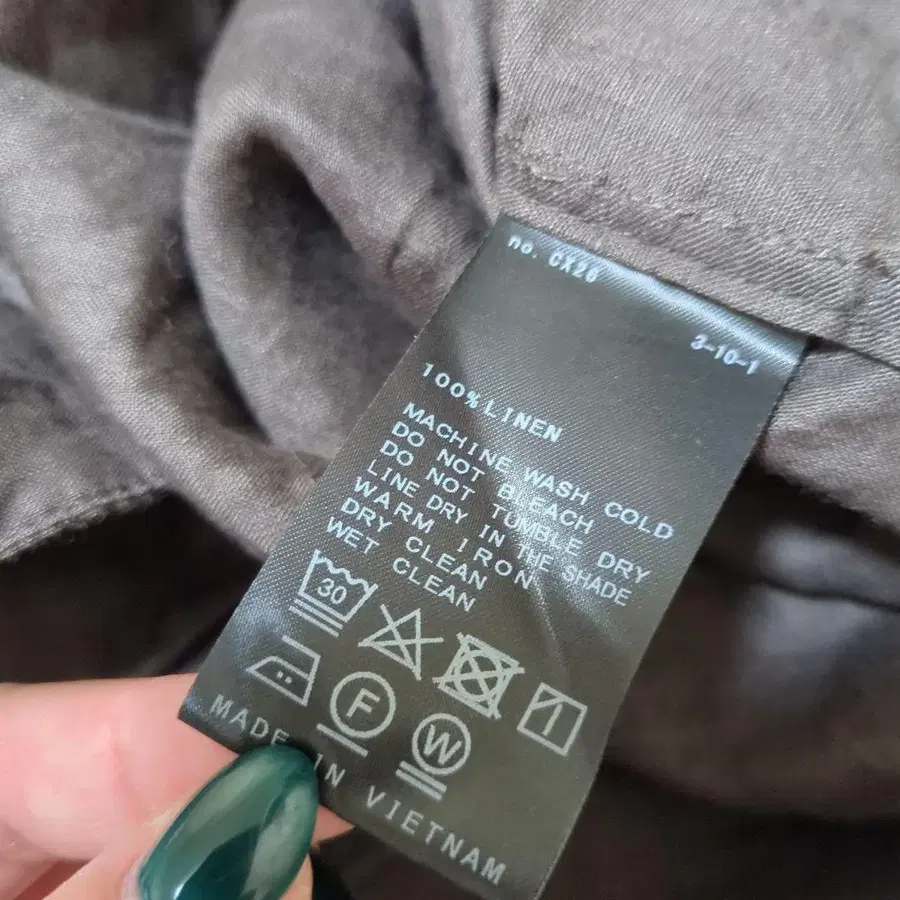 no. CX26
3-10-1
100% LINEN
MACHINE WASH COLD
DO NOT BLEACH
DO NOT TUMBLE DRY
LINE DRY IN THE SHADE
WARM IRON
DRY CLEAN
WET CLEAN
30
F
W
MADE IN VIETNAM